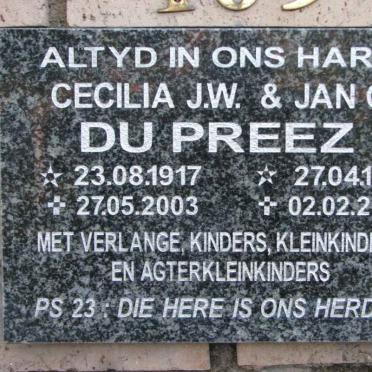 ALTYD IN ONS HAR
CECILIA J.W. & JAN
DU PREEZ
☆ 23.08.1917 ☆ 27.04.1
✝ 27.05.2003 ✝ 02.02.2
MET VERLANGE, KINDERS, KLEINKIND
EN AGTERKLEINKINDERS
PS 23 : DIE HERE IS ONS HERD